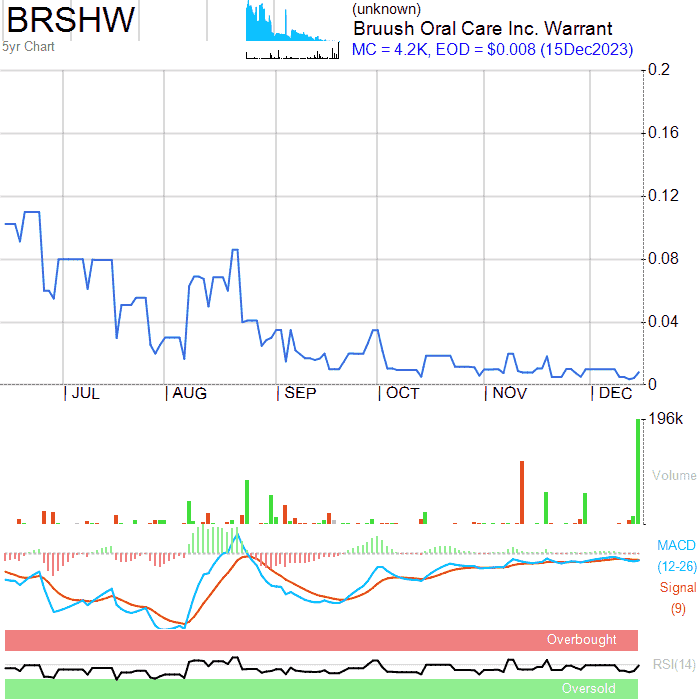 BRSHW
5yr Chart
(unknown)
Bruush Oral Care Inc. Warrant
MC = 4.2K, EOD = $0.008 (15Dec2023)
0.2
0.16
0.12
0.08
0.04
0
| JUL | AUG | SEP | OCT | NOV | DEC
196k
Volume
MACD
(12-26)
Signal
(9)
Overbought
RSI(14)
Oversold